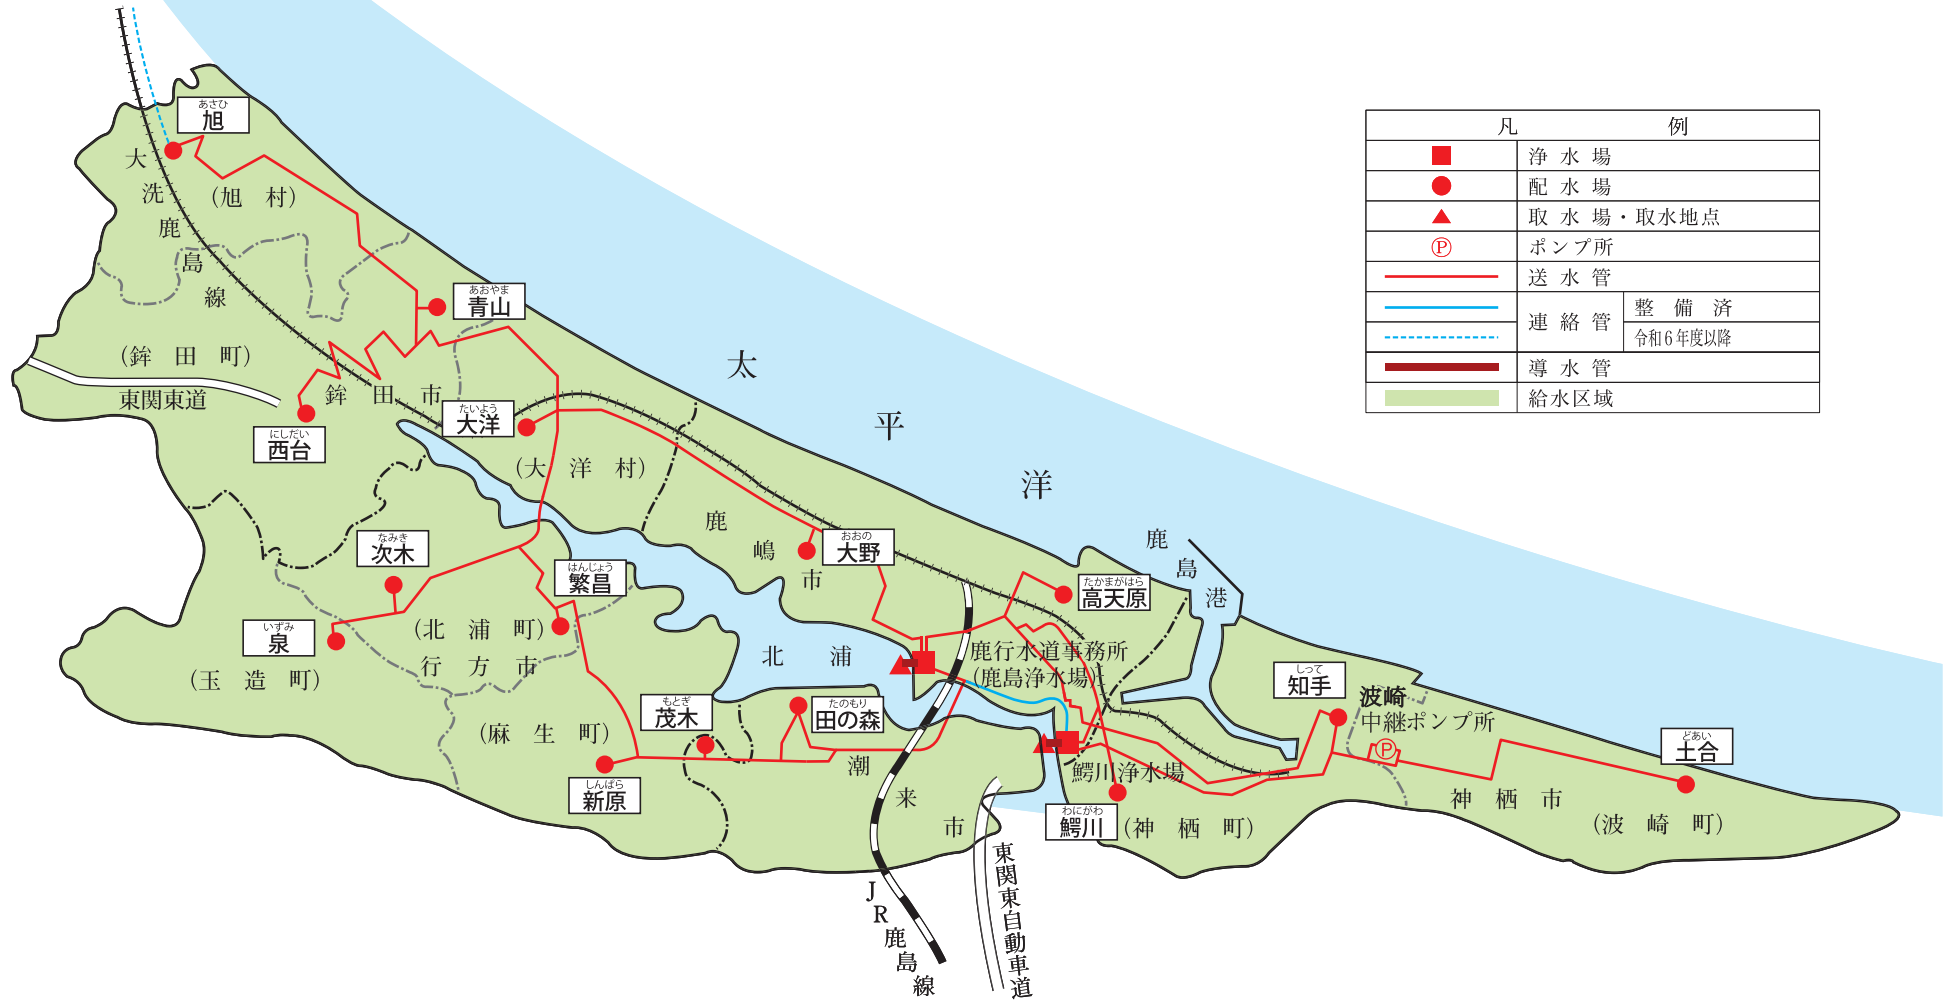 凡例
浄水場
配水場
取水場・取水地点
Ⓟ
ポンプ所
送水管
連絡管
整備済
令和6年度以降
導水管
給水区域
太平洋
あさひ
旭
大洗鹿島線
(旭村)
あおやま
青山
(鉾田町)
東関東道
鉾田市
にしだい
西台
たいよう
大洋
(大洋村)
鹿嶋市
おおの
大野
なみき
次木
はんじょう
繁昌
いずみ
泉
(北浦町)
行方市
(玉造町)
(麻生町)
北浦
もとぎ
茂木
たのもり
田の森
しんばら
新原
潮来市
鹿島港
たかまがはら
高天原
鹿行水道事務所
(鹿島浄水場)
鰐川浄水場
わにがわ
鰐川
(神栖町)
しって
知手
波崎
中継ポンプ所
Ⓟ
どあい
土合
神栖市
(波崎町)
JR鹿島線
東関東自動車道